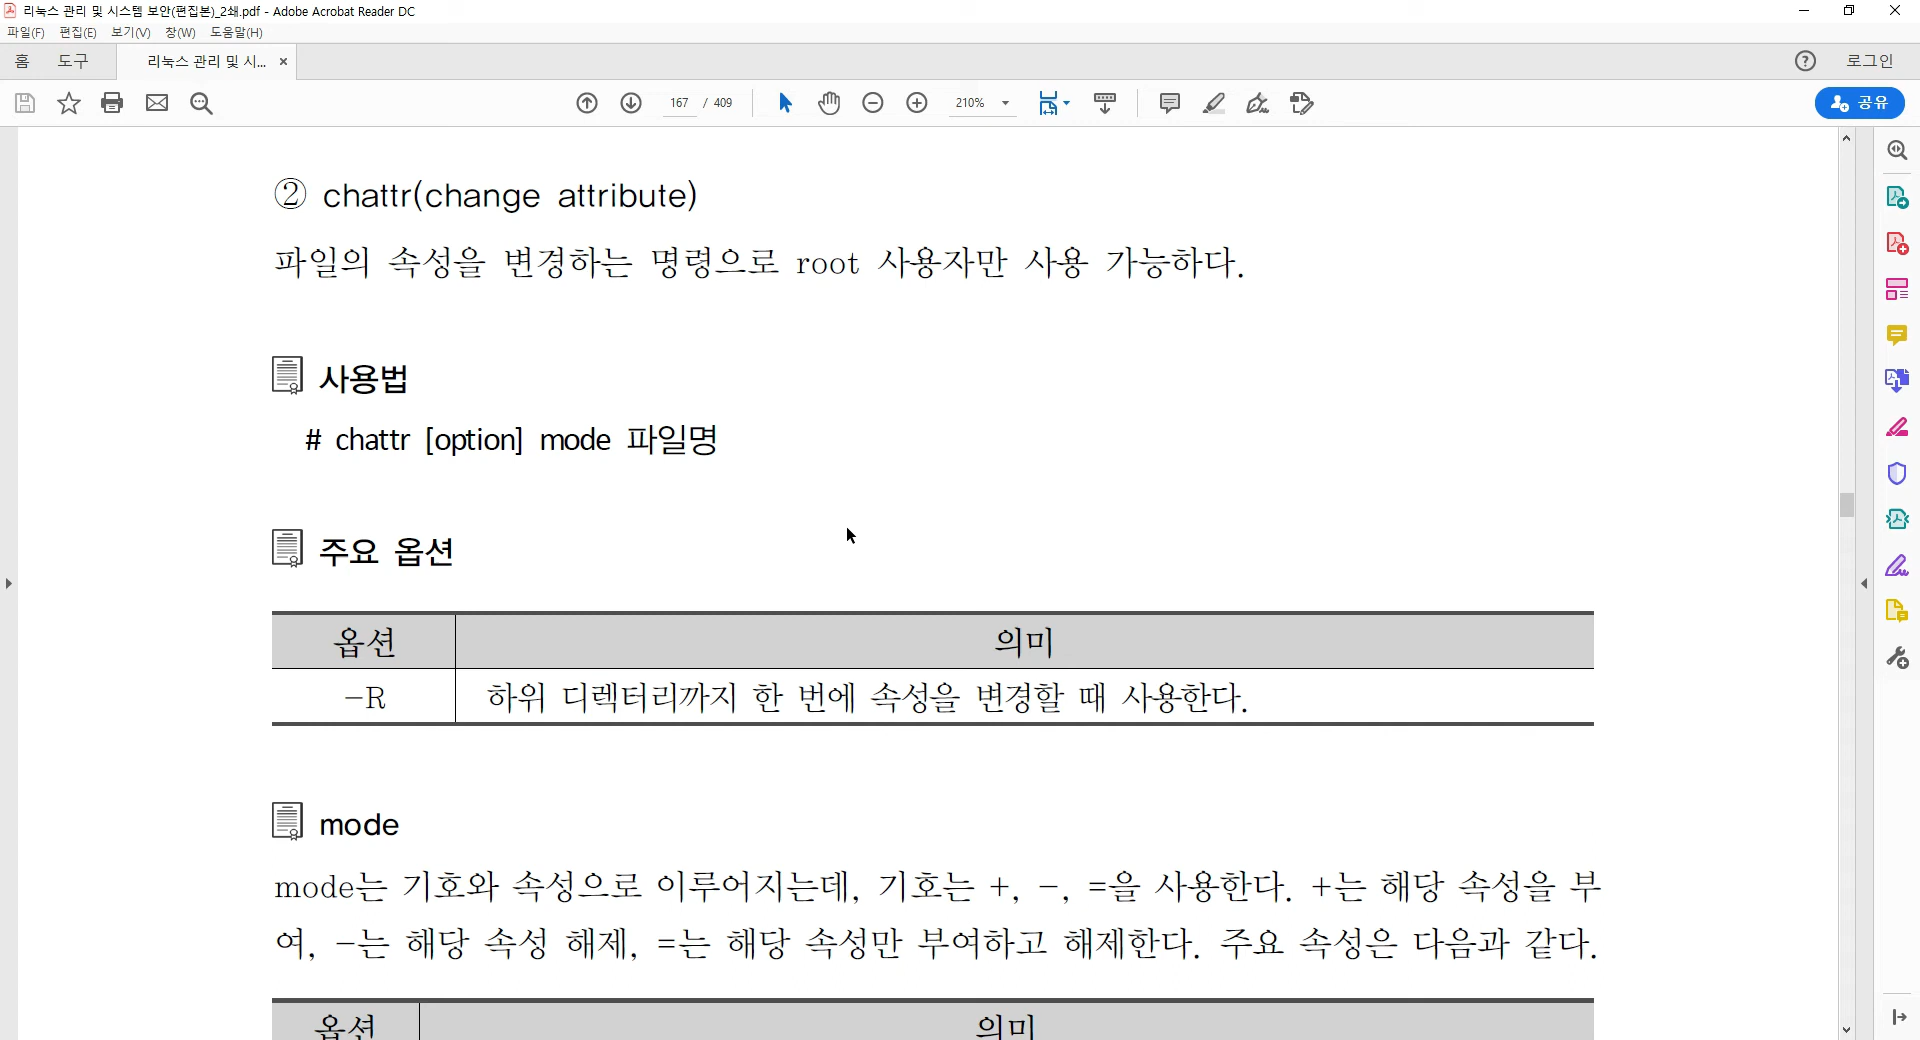 리눅스 관리 및 시스템 보안(편집본)_2쇄.pdf - Adobe Acrobat Reader DC
파일(F) 편집(E) 보기(V) 창(W) 도움말(H)
홈 도구 리눅스 관리 및 시... × 로그인
167 / 409 210% 공유
② chattr(change attribute)
파일의 속성을 변경하는 명령으로 root 사용자만 사용 가능하다.
사용법
# chattr [option] mode 파일명
주요 옵션
옵션 의미
-R 하위 디렉터리까지 한 번에 속성을 변경할 때 사용한다.
mode
mode는 기호와 속성으로 이루어지는데, 기호는 +, -, =을 사용한다. +는 해당 속성을 부
여, -는 해당 속성 해제, =는 해당 속성만 부여하고 해제한다. 주요 속성은 다음과 같다.
옵션 의미